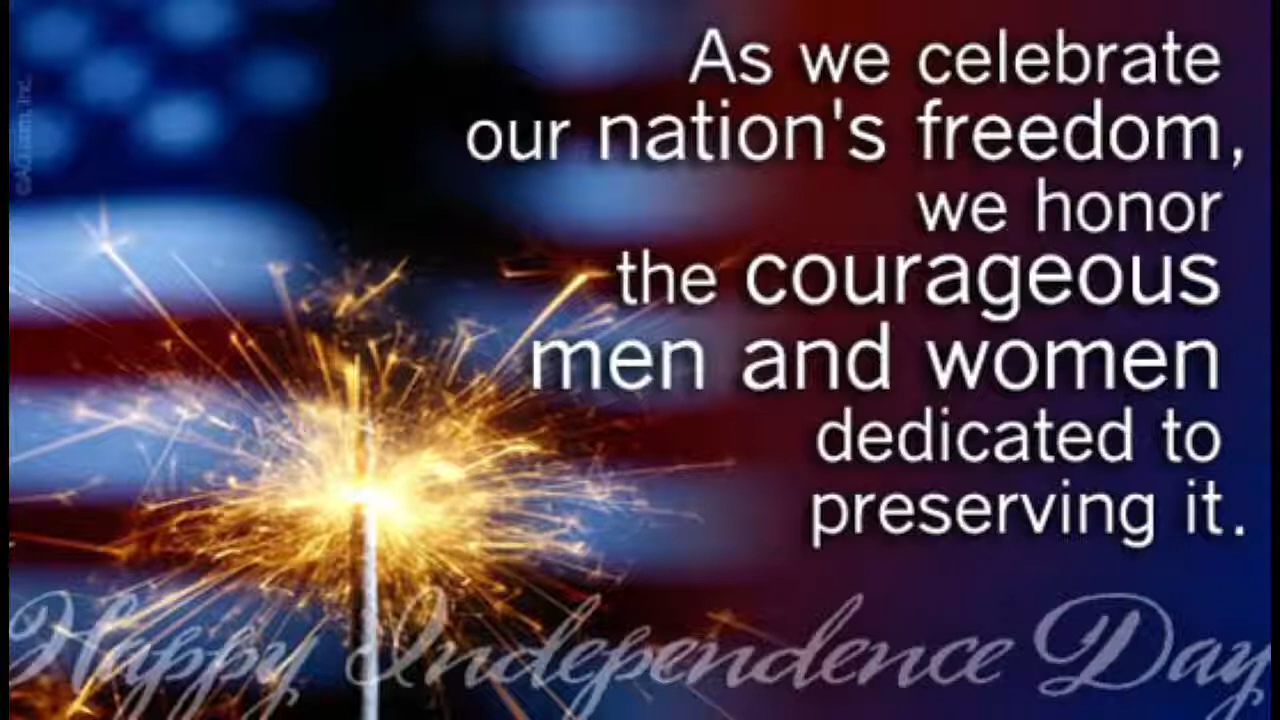 As we celebrate
our nation's freedom,
we honor
the courageous
men and women
dedicated to
preserving it.
Happy Independence Day